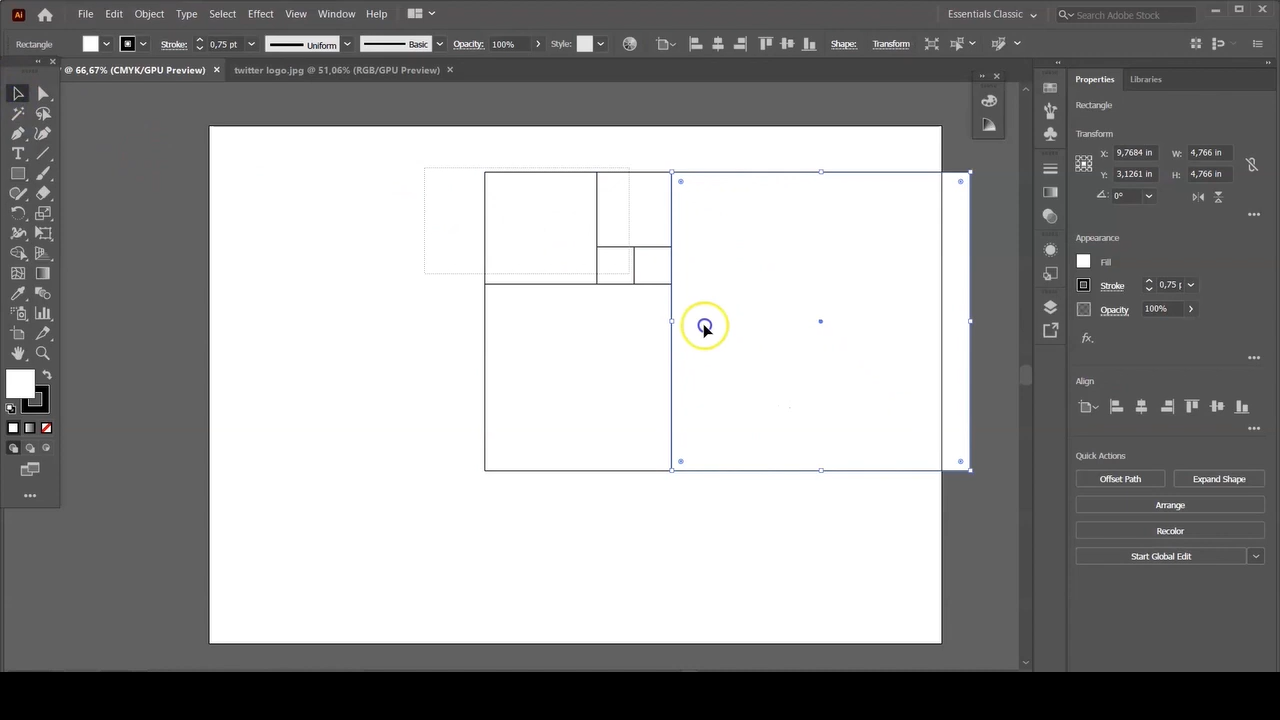 Ai File Edit Object Type Select Effect View Window Help Essentials Classic Search Adobe Stock
Rectangle Stroke: 0,75 pt Uniform Basic Opacity: 100% Style: Shape: Transform
@ 66,67% (CMYK/GPU Preview) × twitter logo.jpg @ 51,06% (RGB/GPU Preview) ×
Properties Libraries
Rectangle
Transform
X: 9,7684 in W: 4,766 in
Y: 3,1261 in H: 4,766 in
0°
Appearance
Fill
Stroke 0,75 p
Opacity 100%
fx.
Align
Quick Actions
Offset Path Expand Shape
Arrange
Recolor
Start Global Edit